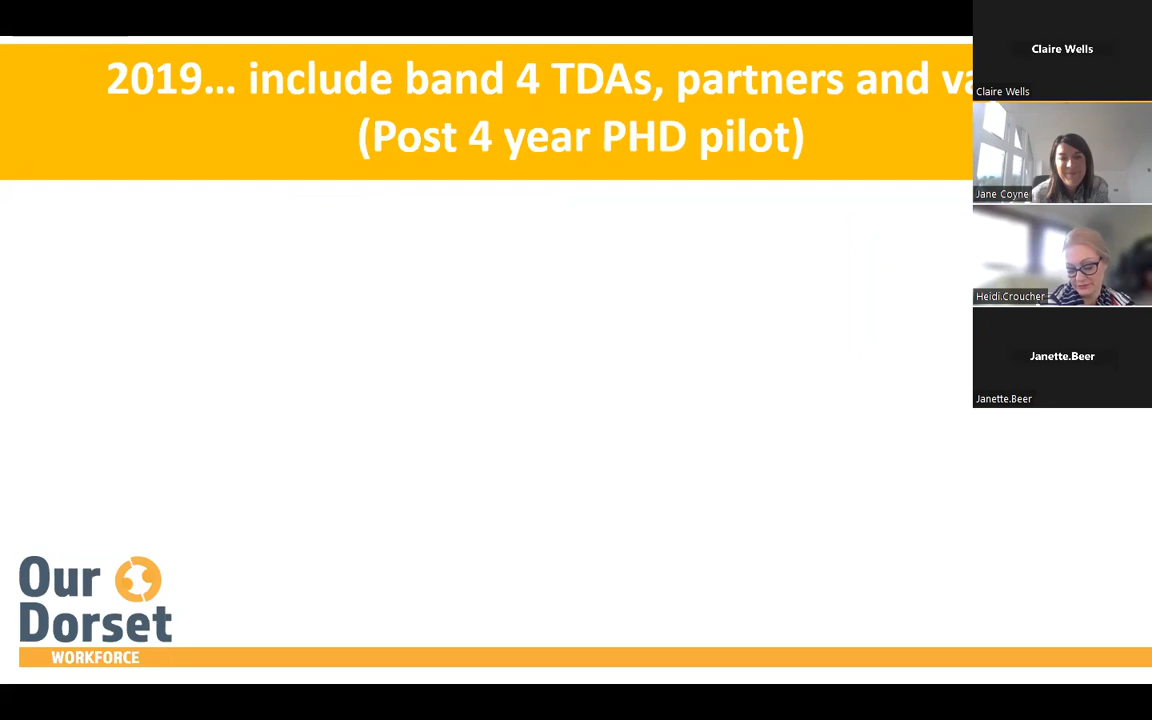 2019... include band 4 TDAs, partners and
(Post 4 year PHD pilot)
Claire Wells
Claire Wells
Jane Coyne
Heidi.Croucher
Janette.Beer
Janette.Beer
Our
Dorset
WORKFORCE